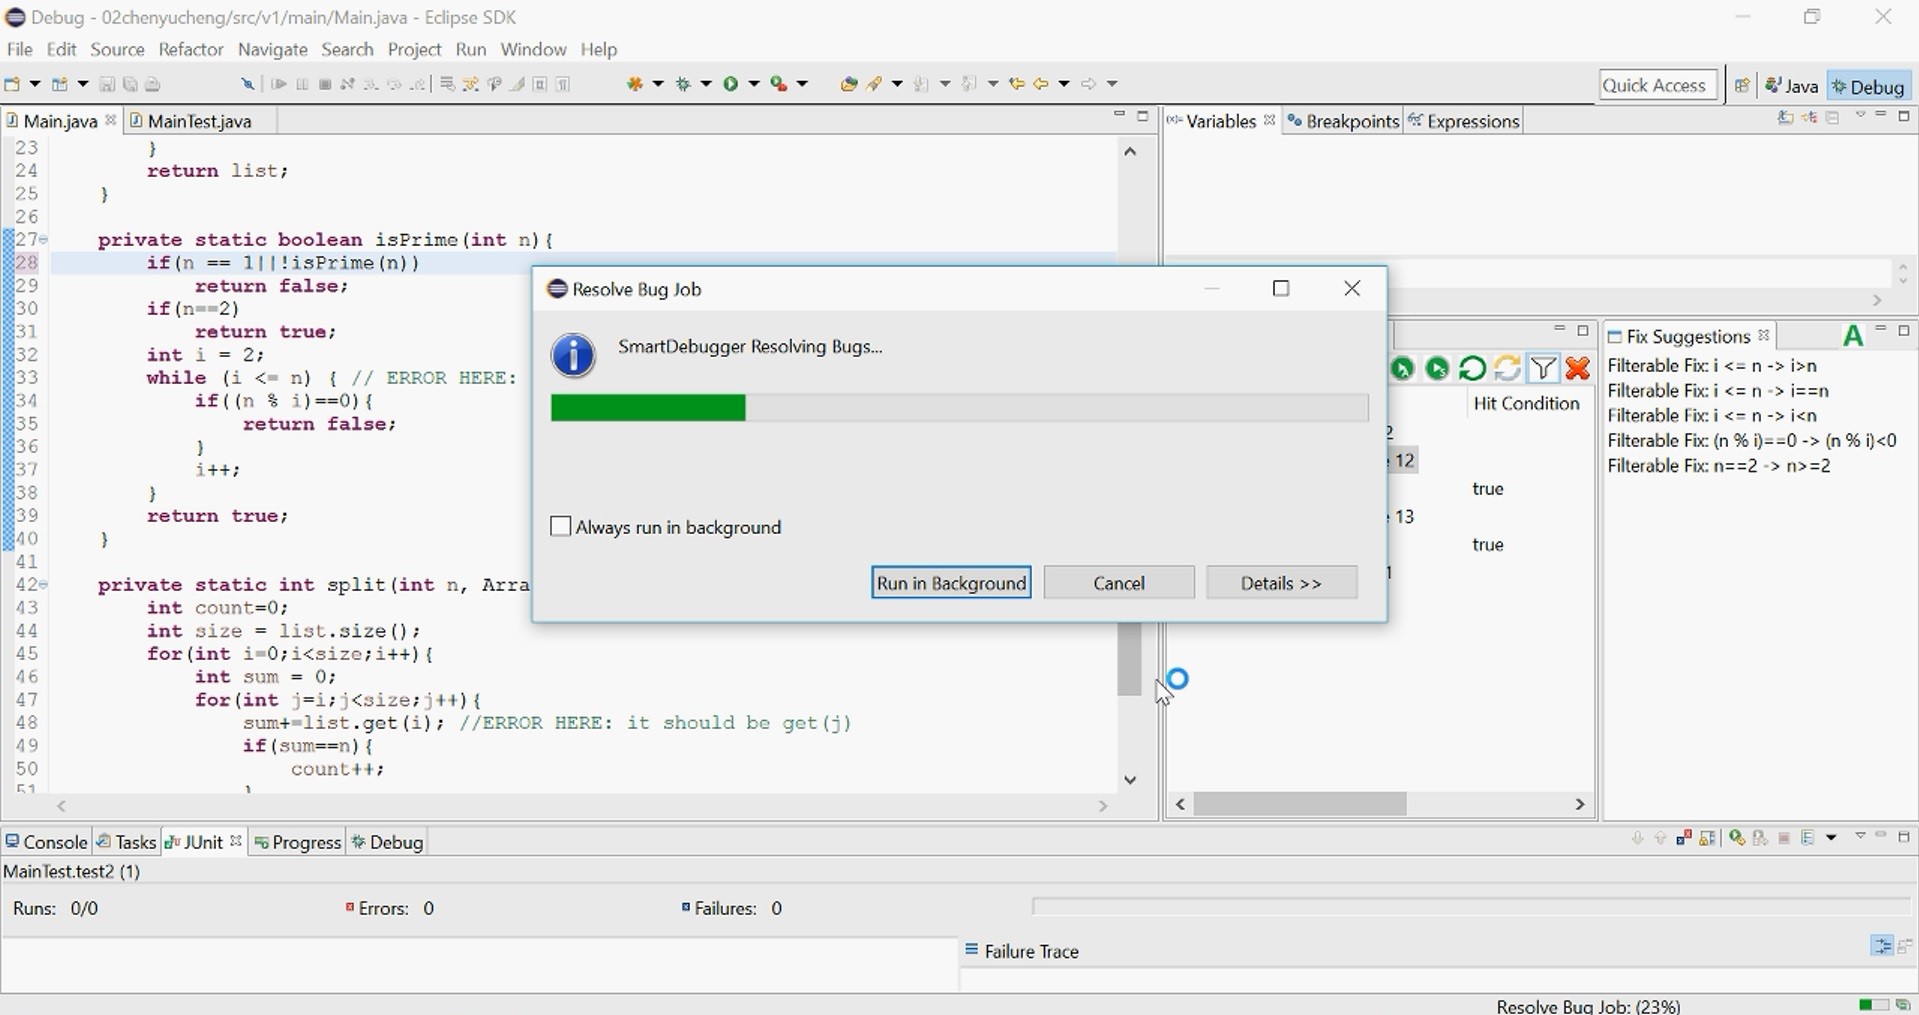 Debug - 02chenyucheng/src/v1/main/Main.java - Eclipse SDK
File Edit Source Refactor Navigate Search Project Run Window Help
Quick Access
Java
Debug
Main.java
MainTest.java
Variables
Breakpoints
Expressions
23 }
24 return list;
25 }
26
27 private static boolean isPrime(int n){
28 if(n == 1||!isPrime(n))
29 return false;
30 if(n==2)
31 return true;
32 int i = 2;
33 while (i <= n) { // ERROR HERE:
34 if((n % i)==0){
35 return false;
36 }
37 i++;
38 }
39 return true;
40 }
41
42 private static int split(int n, Arra
43 int count=0;
44 int size = list.size();
45 for(int i=0;i<size;i++){
46 int sum = 0;
47 for(int j=i;j<size;j++){
48 sum+=list.get(i); //ERROR HERE: it should be get(j)
49 if(sum==n){
50 count++;
51 }
Resolve Bug Job
SmartDebugger Resolving Bugs...
Always run in background
Run in Background
Cancel
Details >>
Hit Condition
2
12
true
13
true
1
Fix Suggestions
A
Filterable Fix: i <= n -> i>n
Filterable Fix: i <= n -> i==n
Filterable Fix: i <= n -> i<n
Filterable Fix: (n % i)==0 -> (n % i)<0
Filterable Fix: n==2 -> n>=2
Console
Tasks
JUnit
Progress
Debug
MainTest.test2 (1)
Runs: 0/0
Errors: 0
Failures: 0
Failure Trace
Resolve Bug Job: (23%)